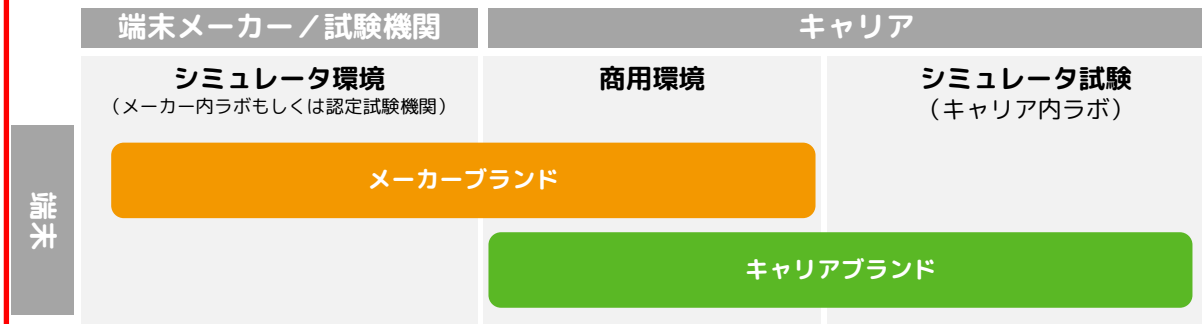 端末メーカー／試験機関
キャリア
シミュレータ環境
（メーカー内ラボもしくは認定試験機関）
商用環境
シミュレータ試験
（キャリア内ラボ）
端末
メーカーブランド
キャリアブランド